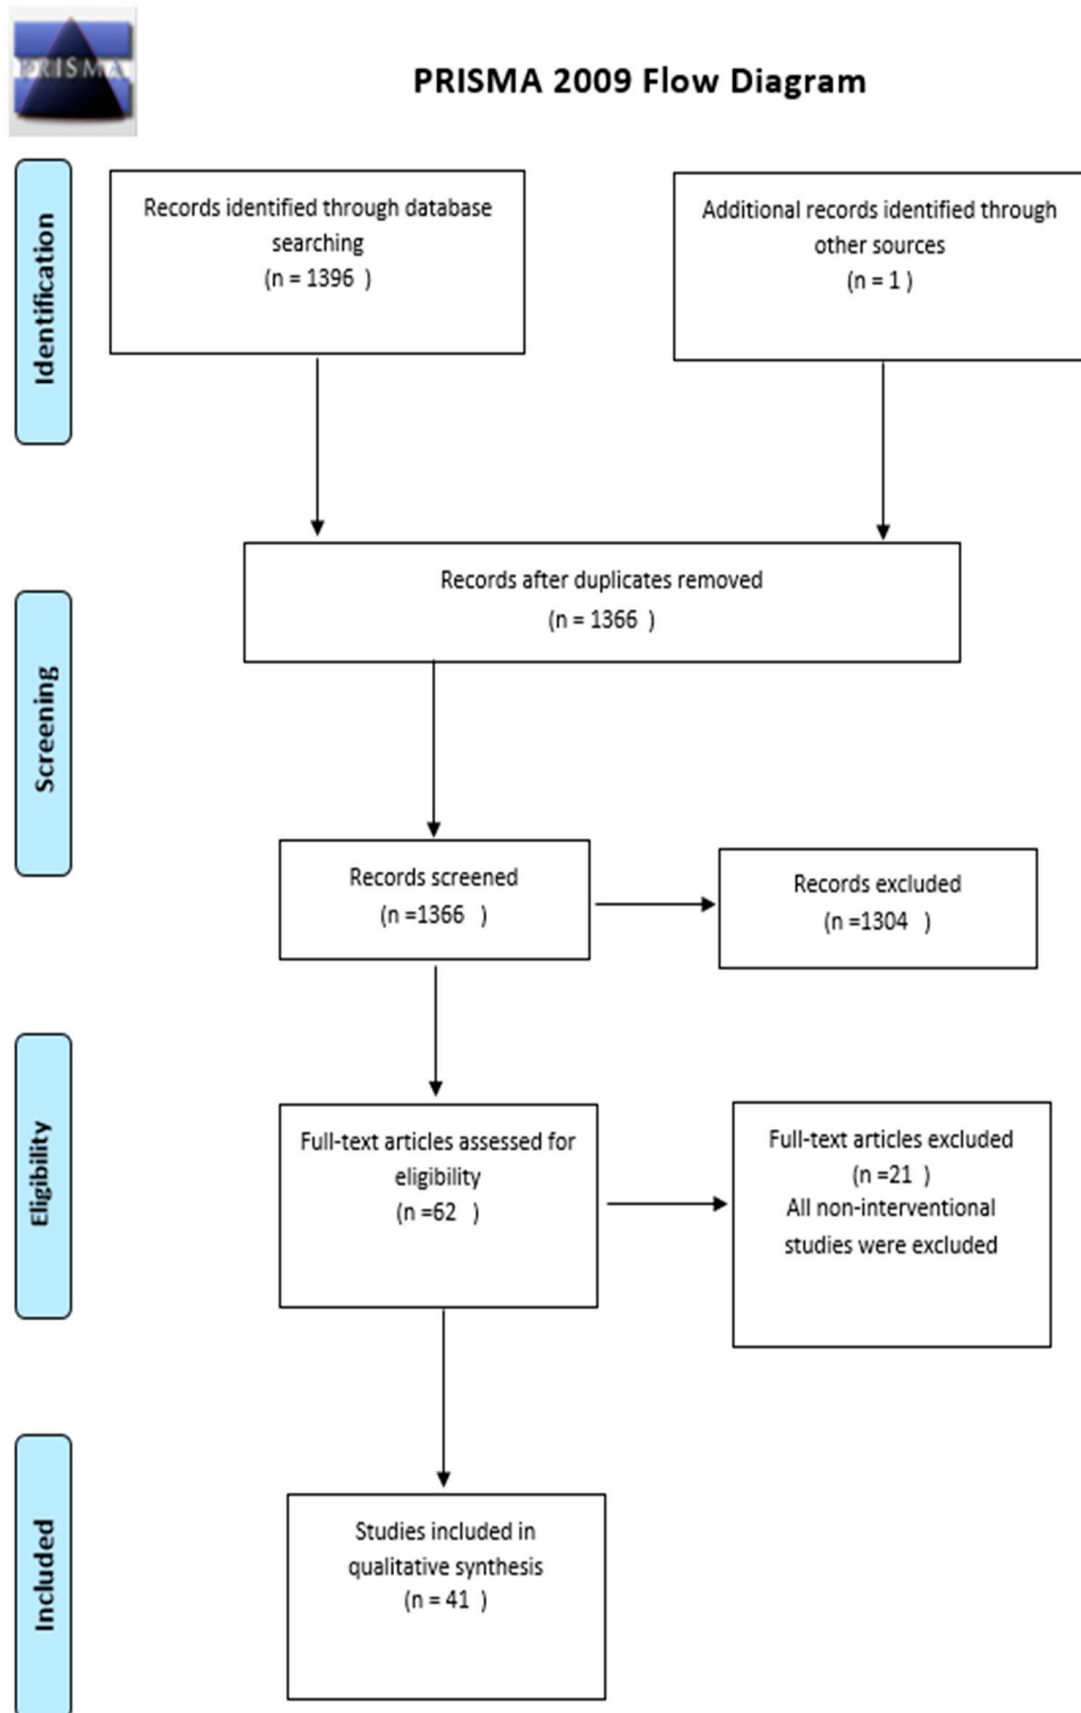 PRISMA
PRISMA 2009 Flow Diagram
Identification
Records identified through database
searching
(n = 1396  )
Additional records identified through
other sources
(n = 1 )
Screening
Records after duplicates removed
(n = 1366  )
Records screened
(n =1366   )
Records excluded
(n =1304   )
Eligibility
Full-text articles assessed for
eligibility
(n =62   )
Full-text articles excluded
(n =21   )
All non-interventional
studies were excluded
Included
Studies included in
qualitative synthesis
(n = 41  )